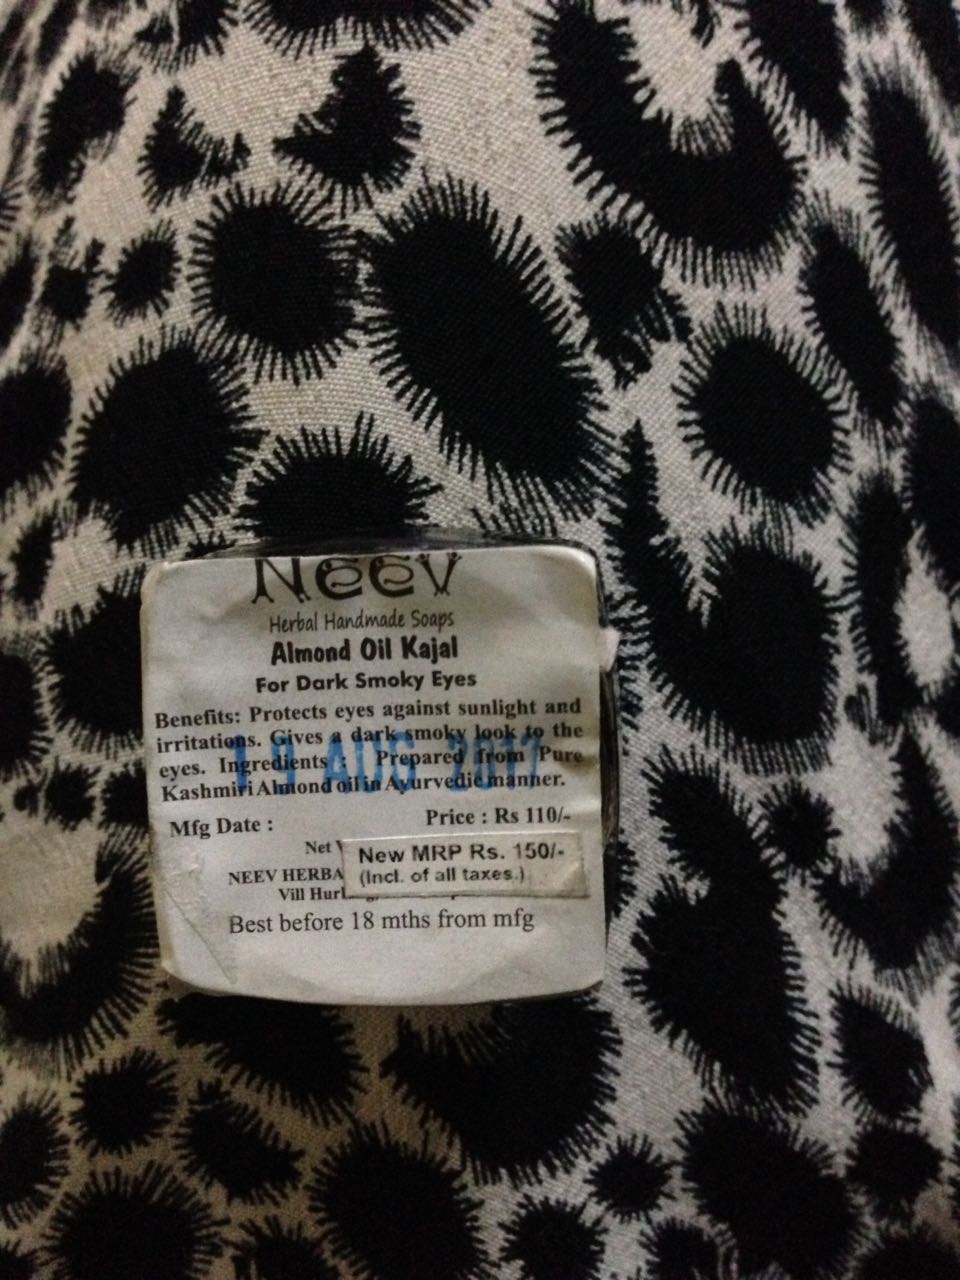 NEEV
Herbal Handmade Soaps
Almond Oil Kajal
For Dark Smoky Eyes
Benefits: Protects eyes against sunlight and
irritations. Gives a dark smoky look to the
eyes. Ingredients : Prepared from Pure
Kashmiri Almond oil in Ayurvedic manner.
AUG 2017
Mfg Date : Price : Rs 110/-
Net
New MRP Rs. 150/-
(Incl. of all taxes.)
NEEV HERBA
Vill Hurl
Best before 18 mths from mfg